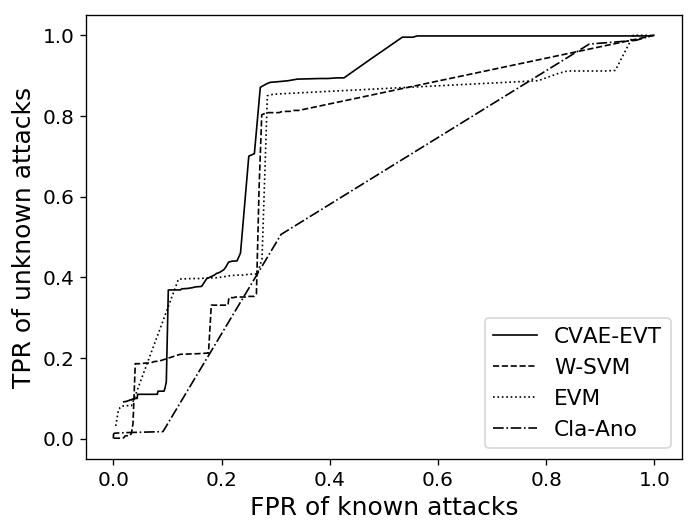 1.0
0.8
0.6
0.4
0.2
0.0
TPR of unknown attacks
CVAE-EVT
W-SVM
EVM
Cla-Ano
0.0 0.2 0.4 0.6 0.8 1.0
FPR of known attacks